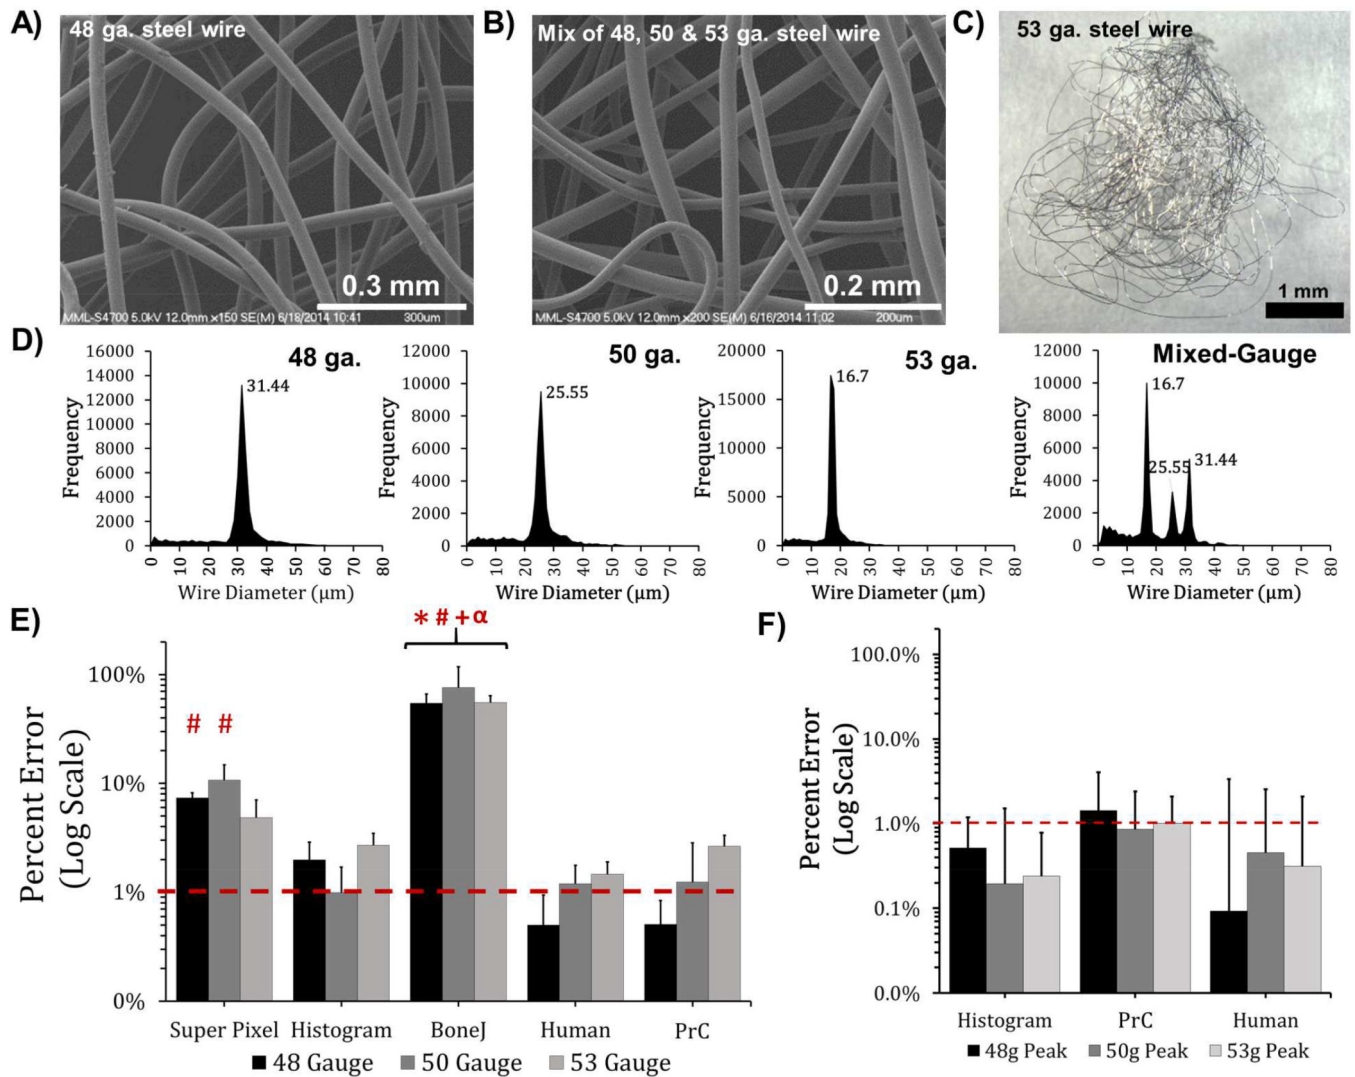 A)
48 ga. steel wire
0.3 mm
MML-S4700 5.0kV 12.0mm x150 SE(M) 6/18/2014 10:41 300um
B)
Mix of 48, 50 & 53 ga. steel wire
0.2 mm
MML-S4700 5.0kV 12.0mm x200 SE(M) 6/16/2014 11:02 200um
C)
53 ga. steel wire
1 mm
D)
48 ga.
Frequency
16000
14000
12000
10000
8000
6000
4000
2000
0
31.44
0 10 20 30 40 50 60 70 80
Wire Diameter (µm)
50 ga.
Frequency
12000
10000
8000
6000
4000
2000
0
25.55
0 10 20 30 40 50 60 70 80
Wire Diameter (µm)
53 ga.
Frequency
20000
15000
10000
5000
0
16.7
0 10 20 30 40 50 60 70 80
Wire Diameter (µm)
Mixed-Gauge
Frequency
12000
10000
8000
6000
4000
2000
0
16.7
25.55
31.44
0 10 20 30 40 50 60 70 80
Wire Diameter (µm)
E)
Percent Error
(Log Scale)
100%
10%
1%
0%
# #
* # + α
Super Pixel Histogram BoneJ Human PrC
48 Gauge 50 Gauge 53 Gauge
F)
Percent Error
(Log Scale)
100.0%
10.0%
1.0%
0.1%
0.0%
Histogram PrC Human
48g Peak 50g Peak 53g Peak